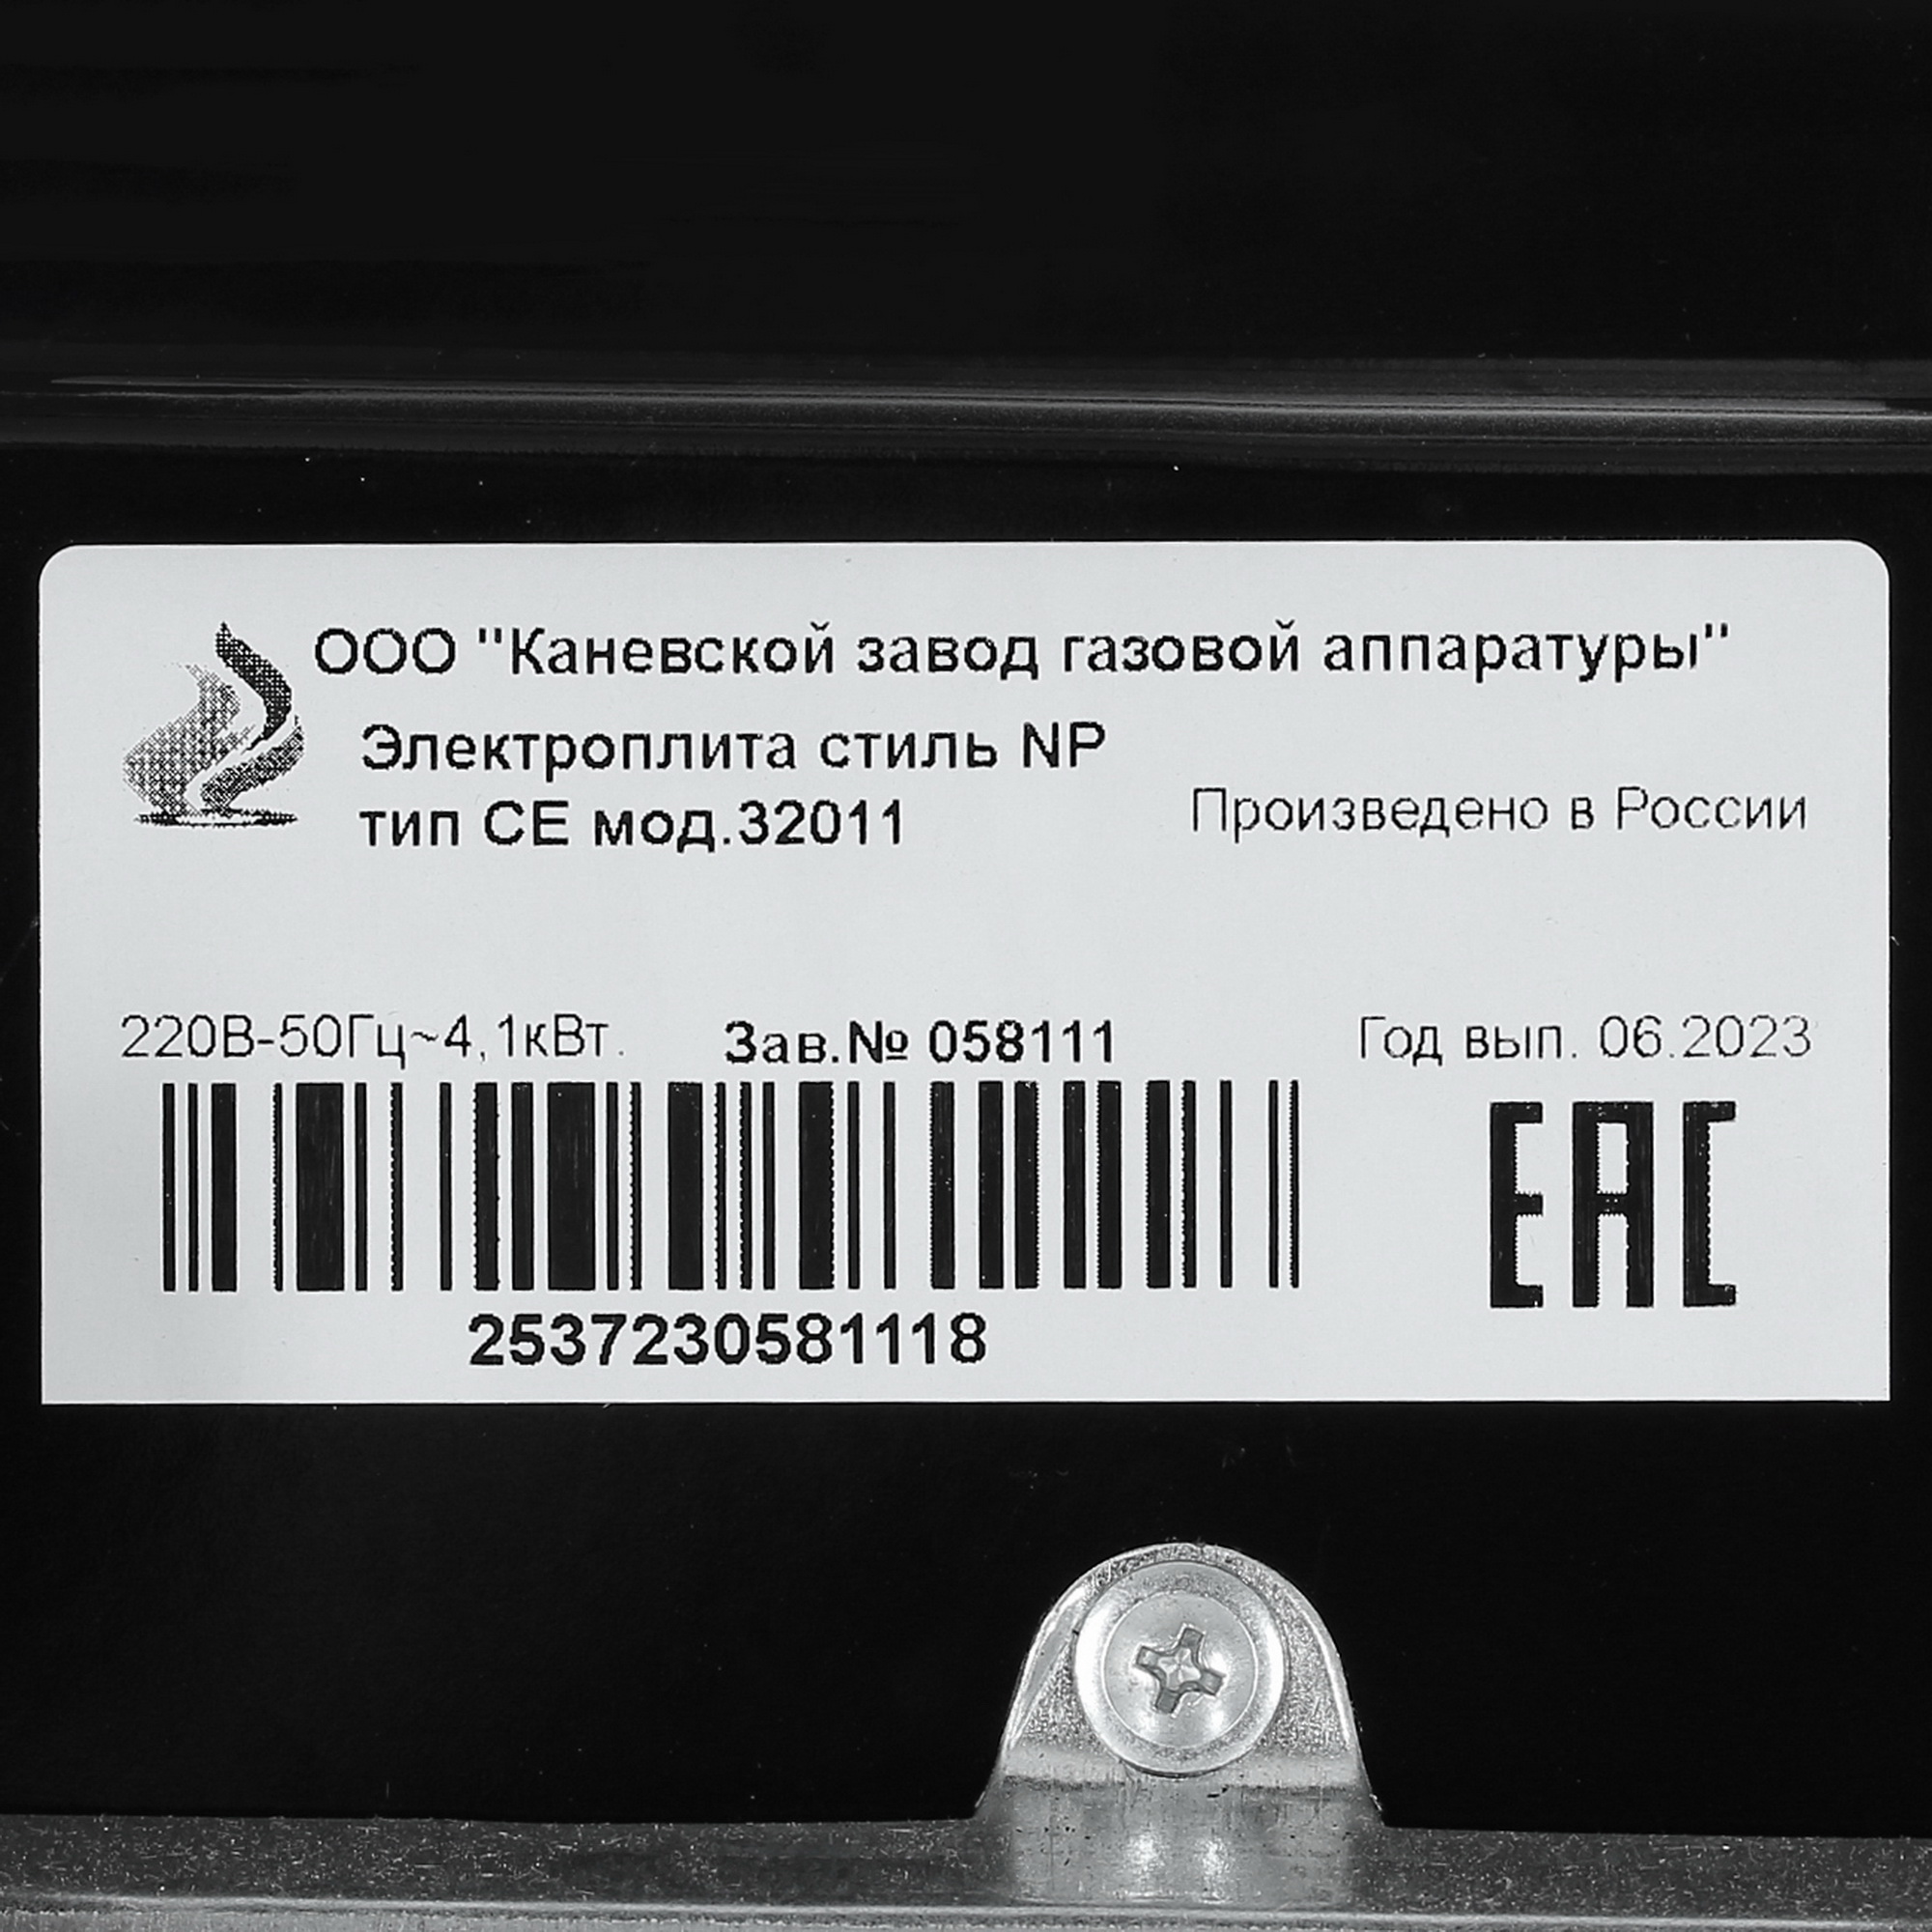 ООО "Каневской завод газовой аппаратуры"
Электроплита стиль NP
тип СЕ мод.32011
Произведено в России
220В-50Гц~4,1кВт.
Зав.№ 058111
Год вып. 06.2023
EAC
2537230581118